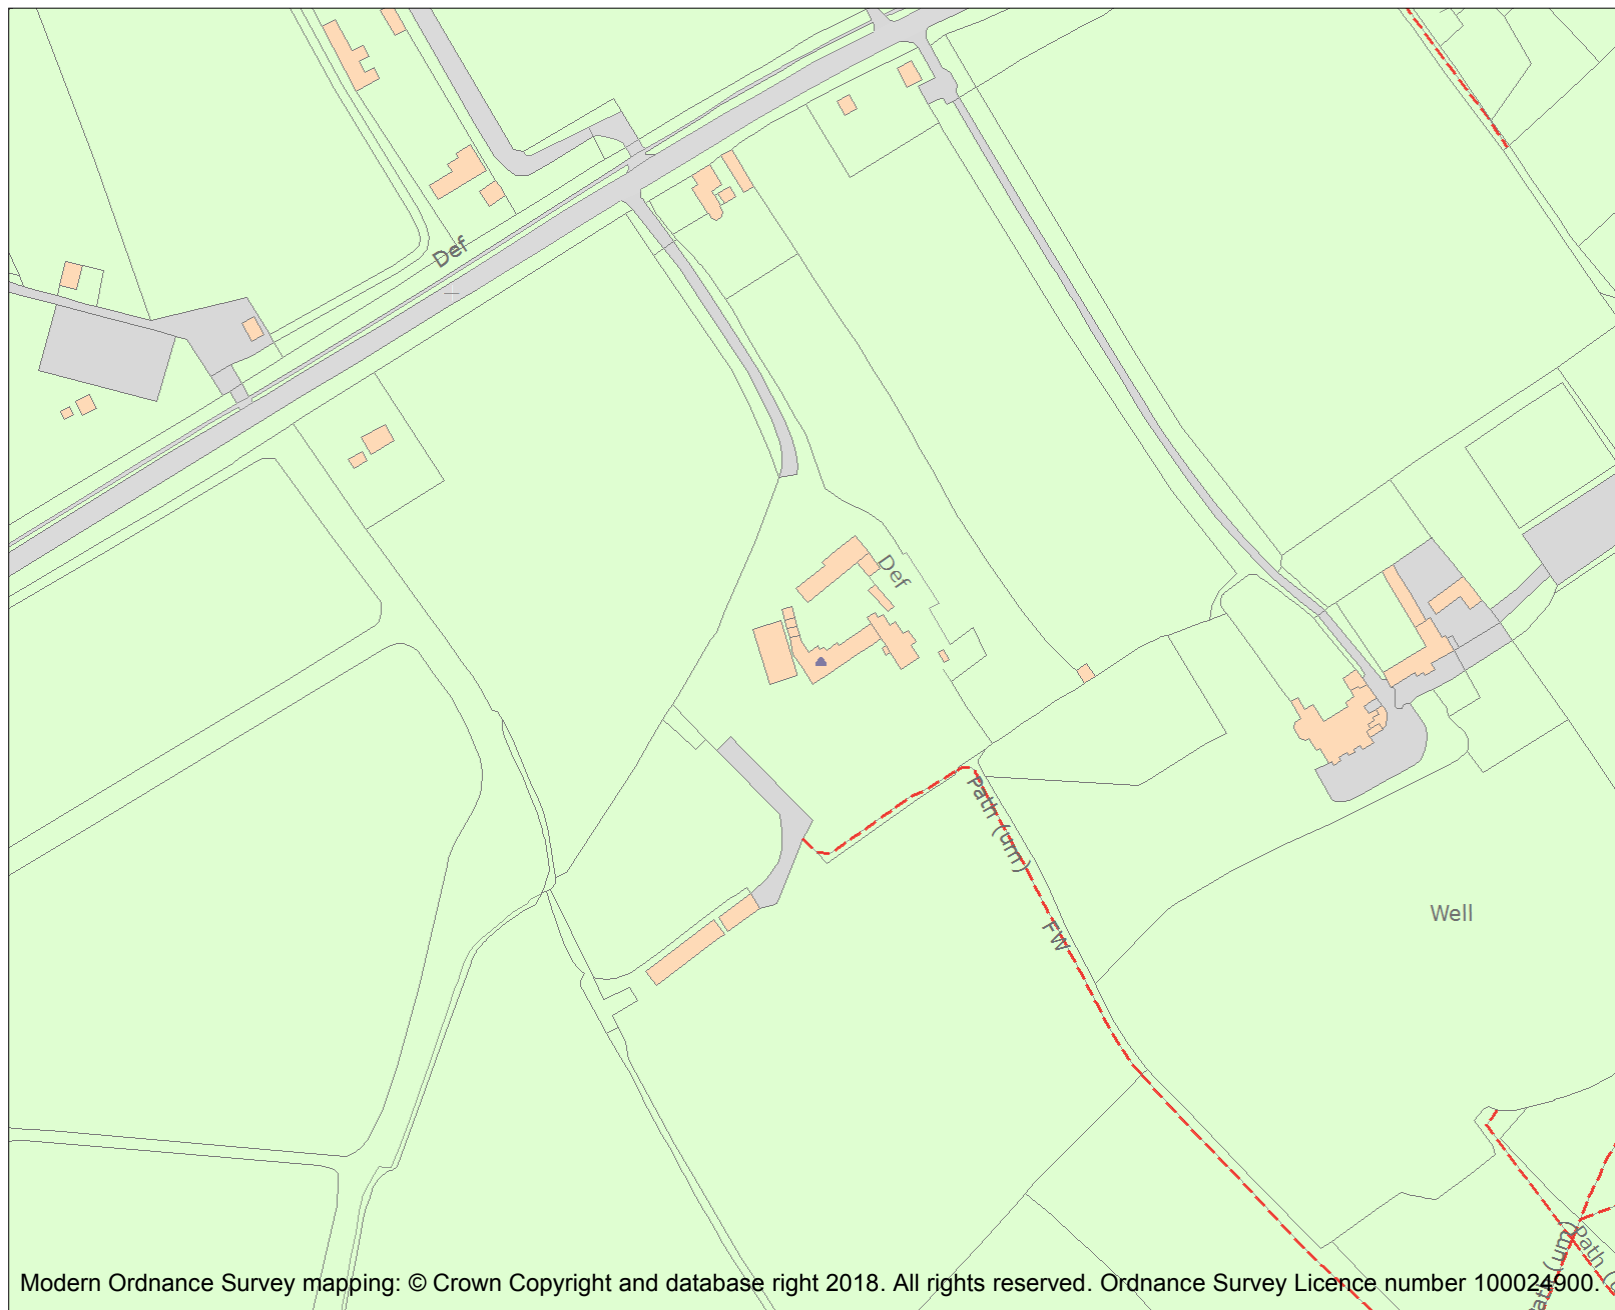 Def
Def
Path (um)
FW
Well
Path (um)
Path (
Modern Ordnance Survey mapping: © Crown Copyright and database right 2018. All rights reserved. Ordnance Survey Licence number 100024900.